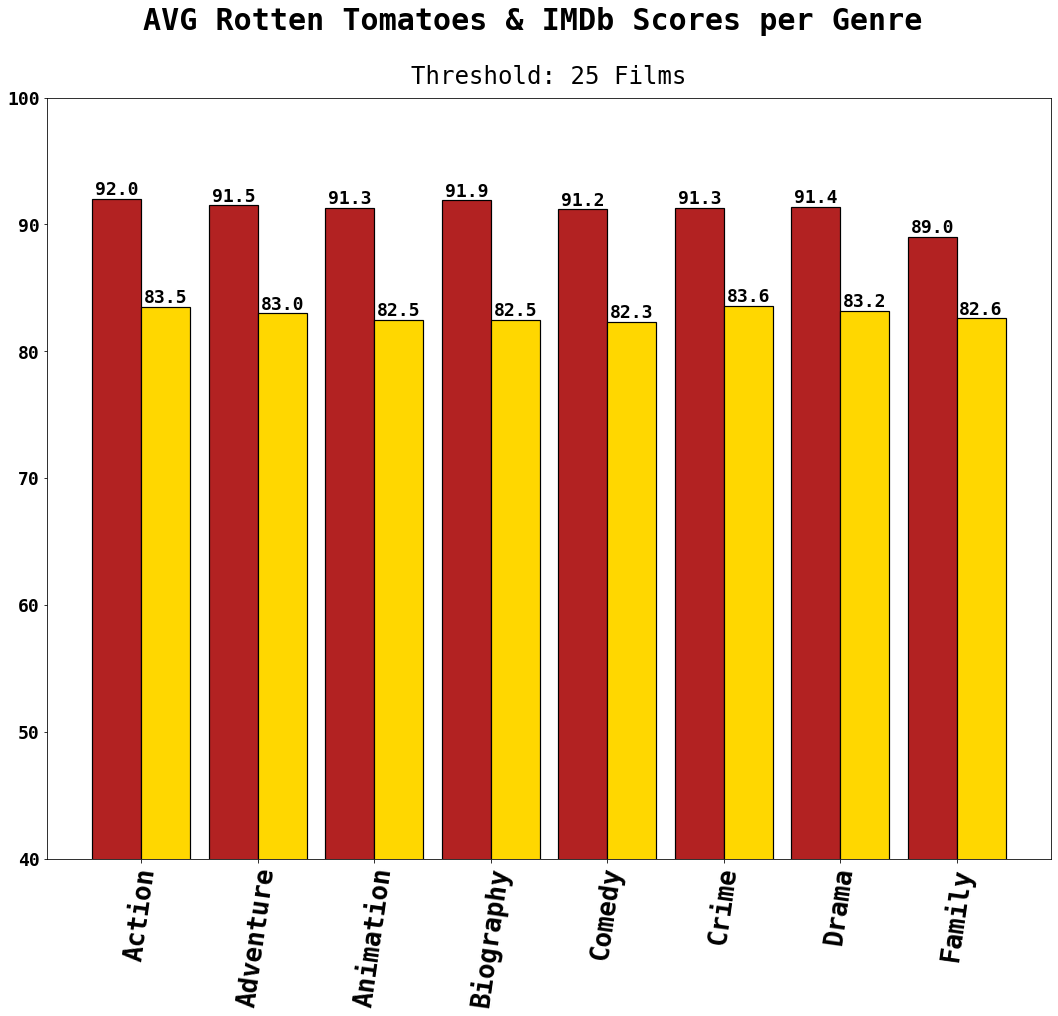 AVG Rotten Tomatoes & IMDb Scores per Genre
Threshold: 25 Films
100
90
80
70
60
50
40
92.0
83.5
91.5
83.0
91.3
82.5
91.9
82.5
91.2
82.3
91.3
83.6
91.4
83.2
89.0
82.6
Action
Adventure
Animation
Biography
Comedy
Crime
Drama
Family